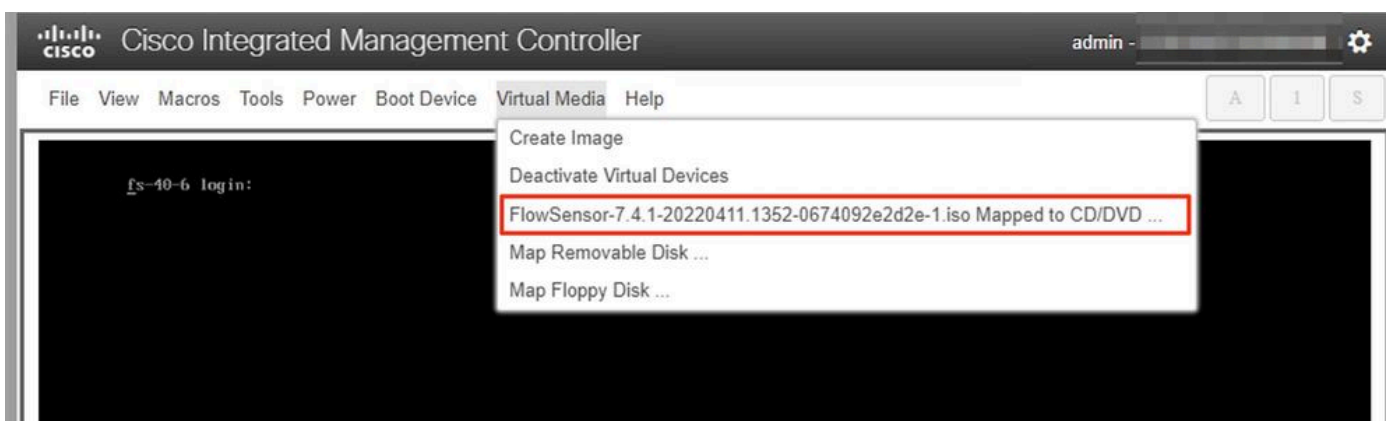 cisco Cisco Integrated Management Controller admin -
File View Macros Tools Power Boot Device Virtual Media Help A 1 S
Create Image
Deactivate Virtual Devices
fs-40-6 login:
FlowSensor-7.4.1-20220411.1352-0674092e2d2e-1.iso Mapped to CD/DVD ...
Map Removable Disk ...
Map Floppy Disk ...